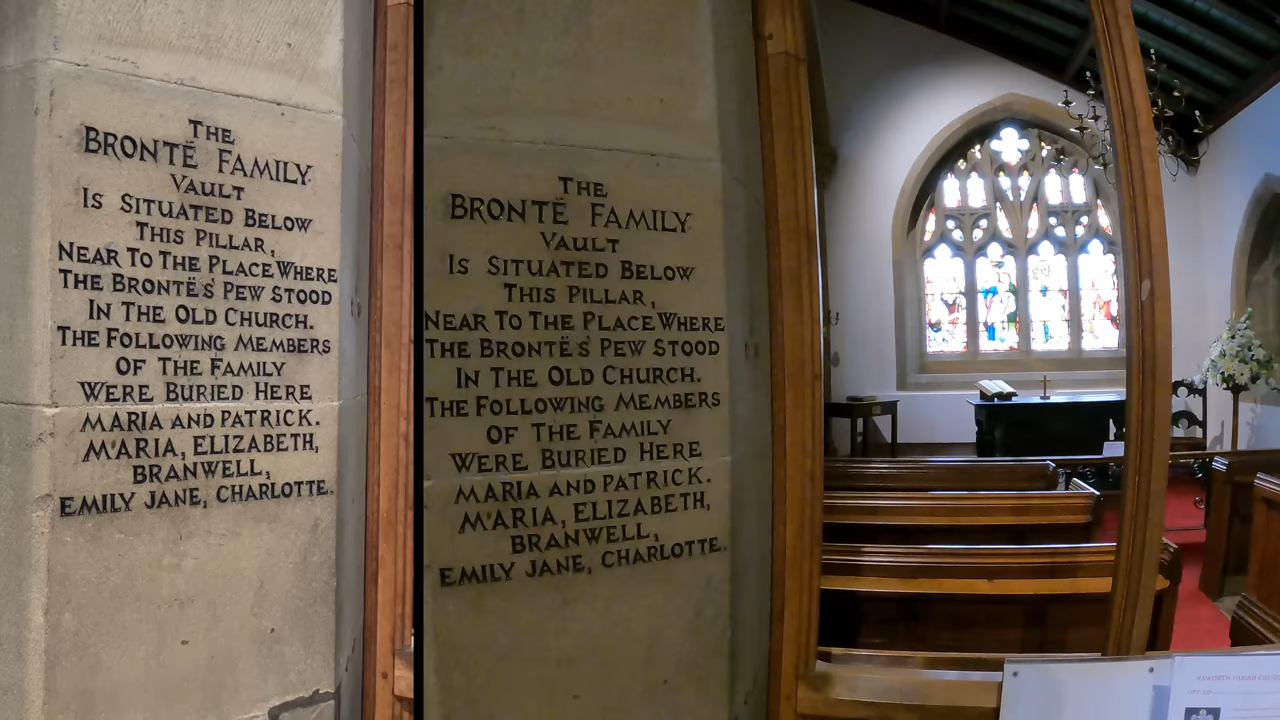 THE
BRONTË FAMILY
VAULT
IS SITUATED BELOW
THIS PILLAR,
NEAR TO THE PLACE WHERE
THE BRONTËS' PEW STOOD
IN THE OLD CHURCH.
THE FOLLOWING MEMBERS
OF THE FAMILY
WERE BURIED HERE
MARIA AND PATRICK.
MARIA, ELIZABETH,
BRANWELL,
EMILY JANE, CHARLOTTE.
THE
BRONTË FAMILY
VAULT
IS SITUATED BELOW
THIS PILLAR,
NEAR TO THE PLACE WHERE
THE BRONTËS' PEW STOOD
IN THE OLD CHURCH.
THE FOLLOWING MEMBERS
OF THE FAMILY
WERE BURIED HERE
MARIA AND PATRICK.
MARIA, ELIZABETH,
BRANWELL,
EMILY JANE, CHARLOTTE.
HAWORTH PARISH CHURCH